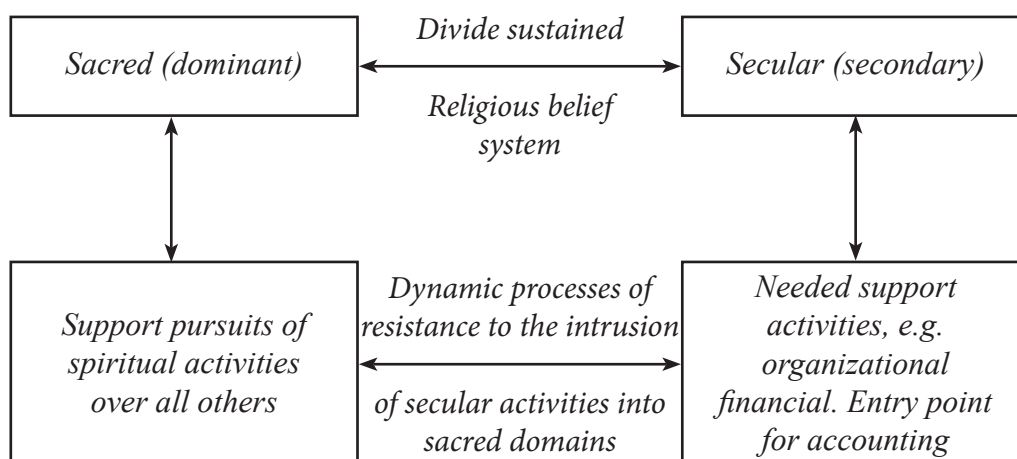 Sacred (dominant)
Divide sustained
Religious belief
system
Secular (secondary)
Support pursuits of
spiritual activities
over all others
Dynamic processes of
resistance to the intrusion
of secular activities into
sacred domains
Needed support
activities, e.g.
organizational
financial. Entry point
for accounting